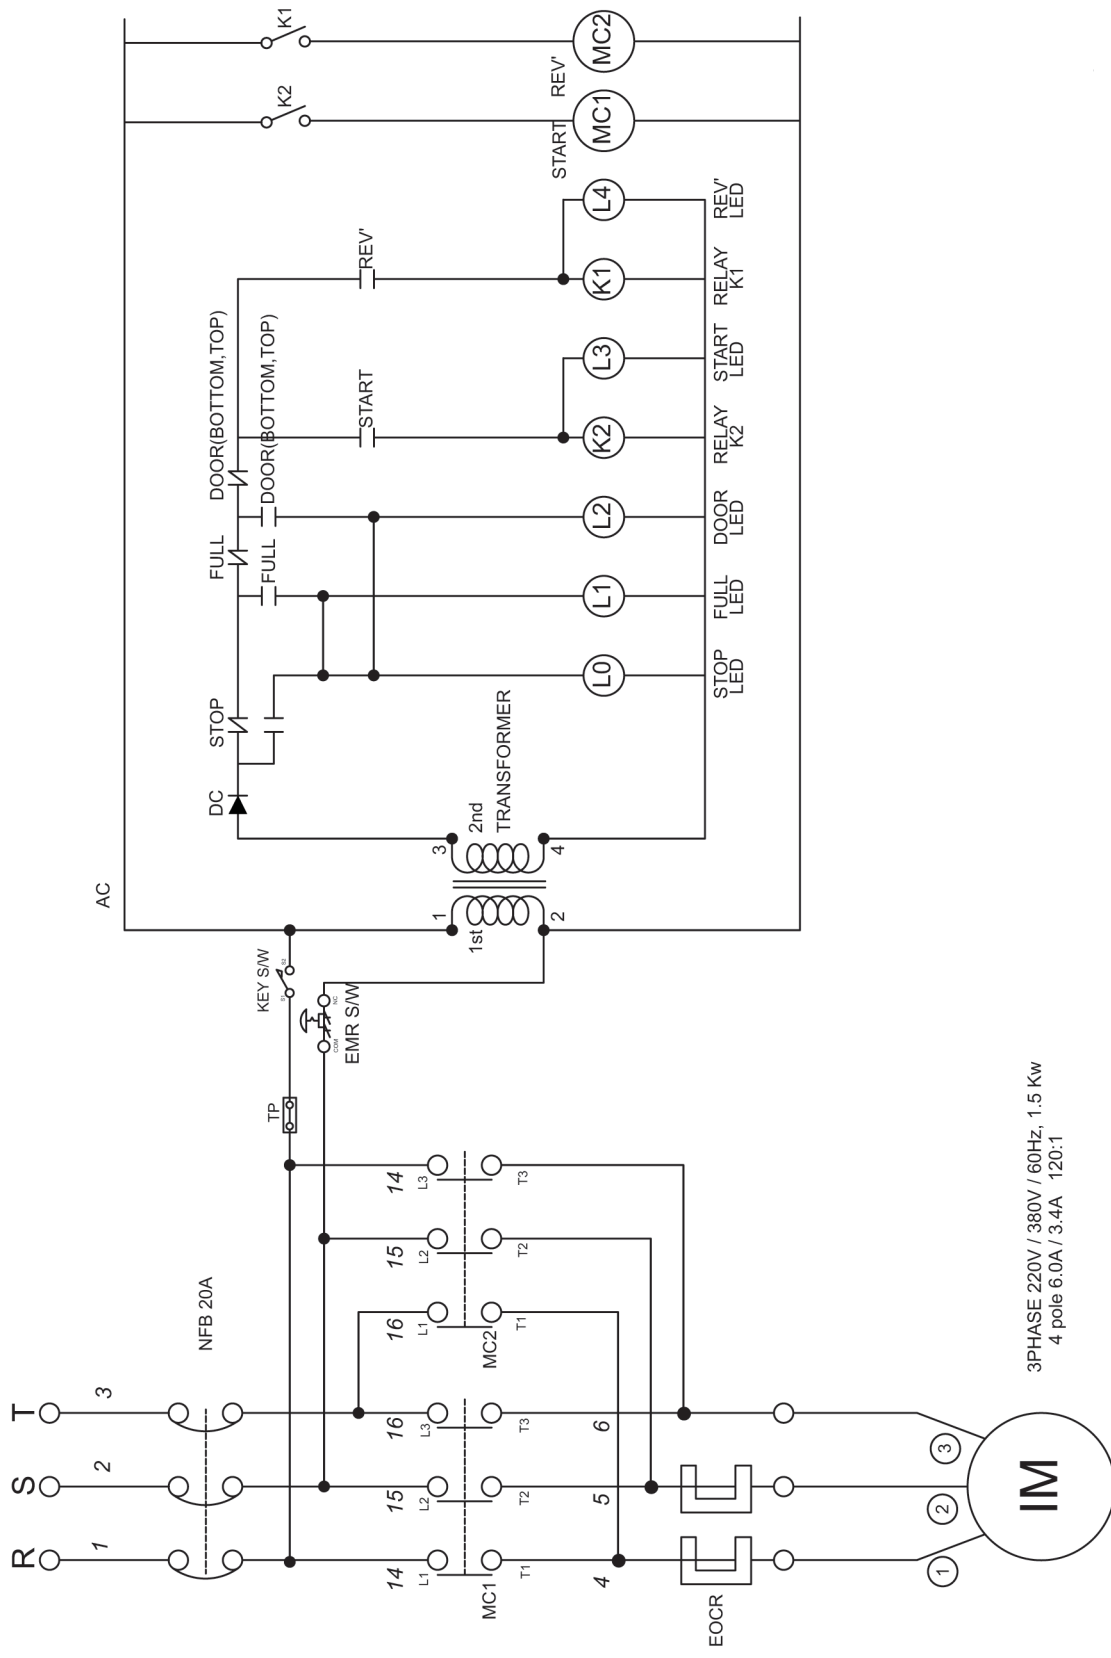 R
S
T
1
2
3
NFB 20A
14
15
16
16
15
14
L1
L2
L3
L1
L2
L3
MC1
MC2
T1
T2
T3
T1
T2
T3
4
5
6
EOCR
1
2
3
IM
3PHASE 220V / 380V / 60Hz, 1.5 Kw
4 pole 6.0A / 3.4A 120:1
TP
KEY S/W
S1
S2
COM
NC
EMR S/W
AC
1
2
1st
3
4
2nd
TRANSFORMER
DC
STOP
FULL
DOOR(BOTTOM,TOP)
FULL
DOOR(BOTTOM,TOP)
START
REV'
L0
L1
L2
K2
L3
K1
L4
STOP
LED
FULL
LED
DOOR
LED
RELAY
K2
START
LED
RELAY
K1
REV'
LED
K2
K1
START
REV'
MC1
MC2